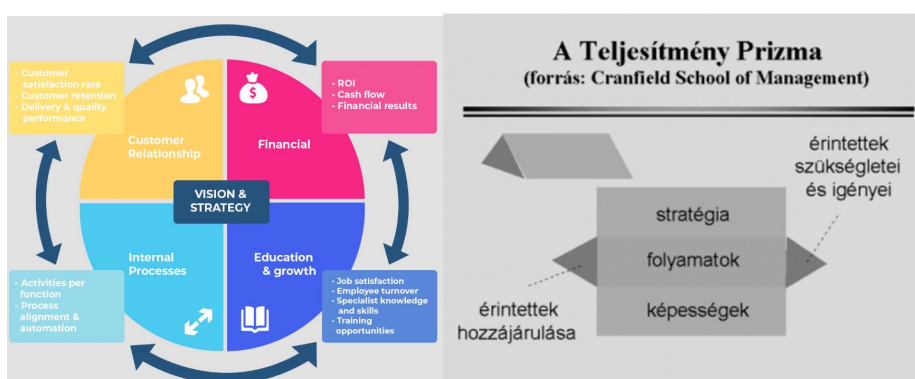 - Customer
satisfaction rate
- Customer retention
- Delivery & quality
performance
- ROI
- Cash flow
- Financial results
Customer
Relationship
$
Financial
VISION &
STRATEGY
Internal
Processes
Education
& growth
- Activities per
function
- Process
alignment &
automation
- Job satisfaction
- Employee turnover
- Specialist knowledge
and skills
- Training
opportunities
A Teljesítmény Prizma
(forrás: Cranfield School of Management)
érintettek
szükségletei
és igényei
stratégia
folyamatok
képességek
érintettek
hozzájárulása